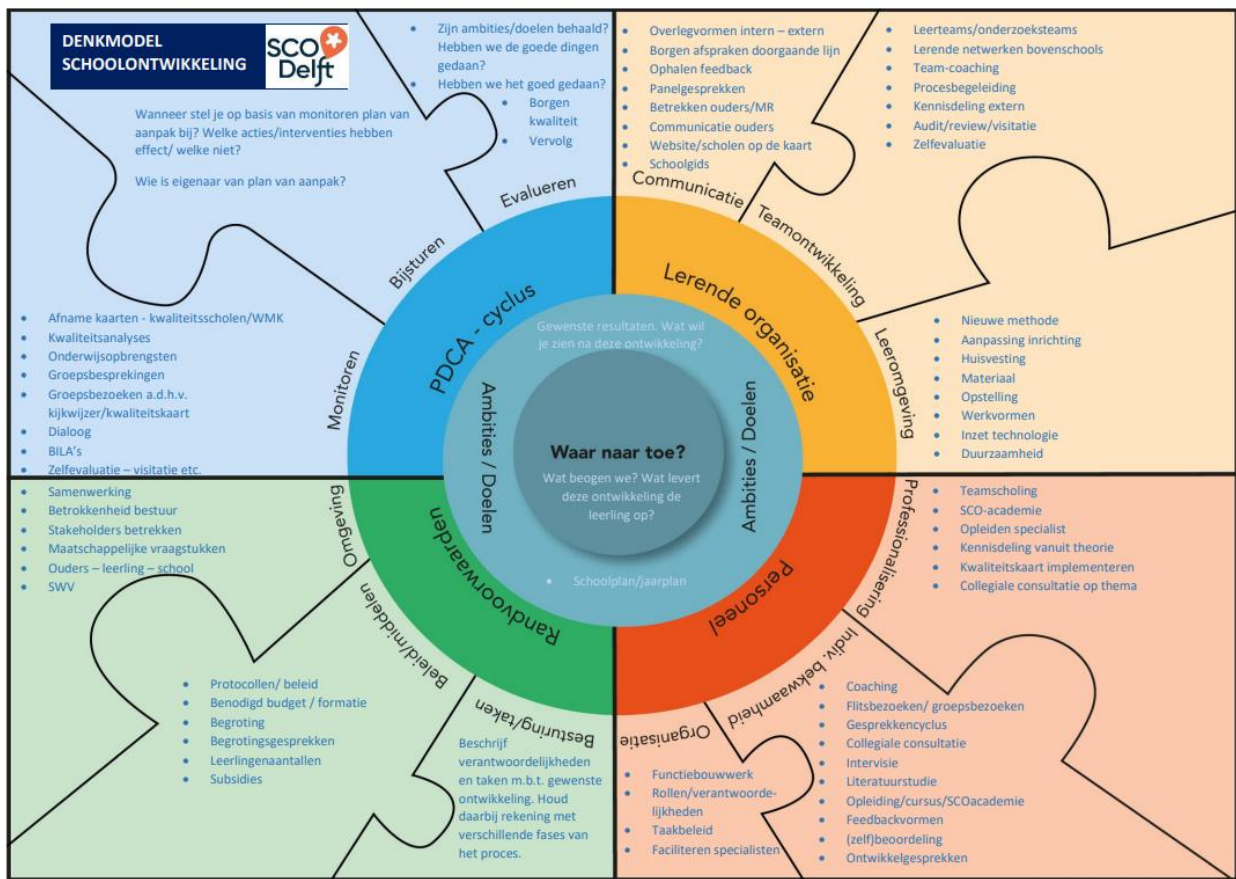 DENKMODEL
SCHOOLONTWIKKELING
SCO
Delft
Wanneer stel je op basis van monitoren plan van
aanpak bij? Welke acties/interventies hebben
effect/ welke niet?
Wie is eigenaar van plan van aanpak?
• Zijn ambities/doelen behaald?
Hebben we de goede dingen
gedaan?
• Hebben we het goed gedaan?
• Borgen
kwaliteit
• Vervolg
Evalueren
Bijsturen
Monitoren
PDCA - cyclus
• Afname kaarten - kwaliteitsscholen/WMK
• Kwaliteitsanalyses
• Onderwijsopbrengsten
• Groepsbesprekingen
• Groepsbezoeken a.d.h.v.
kijkwijzer/kwaliteitskaart
• Dialoog
• BILA's
• Zelfevaluatie – visitatie etc.
• Overlegvormen intern – extern
• Borgen afspraken doorgaande lijn
• Ophalen feedback
• Panelgesprekken
• Betrekken ouders/MR
• Communicatie ouders
• Website/scholen op de kaart
• Schoolgids
Communicatie
• Leerteams/onderzoeksteams
• Lerende netwerken bovenschools
• Team-coaching
• Procesbegeleiding
• Kennisdeling extern
• Audit/review/visitatie
• Zelfevaluatie
Teamontwikkeling
Leeromgeving
Lerende organisatie
• Nieuwe methode
• Aanpassing inrichting
• Huisvesting
• Materiaal
• Opstelling
• Werkvormen
• Inzet technologie
• Duurzaamheid
Gewenste resultaten. Wat wil
je zien na deze ontwikkeling?
Ambities / Doelen
Waar naar toe?
Wat beogen we? Wat levert
deze ontwikkeling de
leerling op?
Ambities / Doelen
• Schoolplan/jaarplan
• Samenwerking
• Betrokkenheid bestuur
• Stakeholders betrekken
• Maatschappelijke vraagstukken
• Ouders – leerling – school
• SWV
Omgeving
Beleid/middelen
Besturing/taken
Randvoorwaarden
• Protocollen/ beleid
• Benodigd budget / formatie
• Begroting
• Begrotingsgesprekken
• Leerlingenaantallen
• Subsidies
Beschrijf
verantwoordelijkheden
en taken m.b.t. gewenste
ontwikkeling. Houd
daarbij rekening met
verschillende fases van
het proces.
Personeel
Professionalisering
Indiv. bekwaamheid
Organisatie
• Teamscholing
• SCO-academie
• Opleiden specialist
• Kennisdeling vanuit theorie
• Kwaliteitskaart implementeren
• Collegiale consultatie op thema
• Functiebouwwerk
• Rollen/verantwoorde-
lijkheden
• Taakbeleid
• Faciliteren specialisten
• Coaching
• Flitsbezoeken/ groepsbezoeken
• Gesprekkencyclus
• Collegiale consultatie
• Intervisie
• Literatuurstudie
• Opleiding/cursus/SCOacademie
• Feedbackvormen
• (zelf)beoordeling
• Ontwikkelgesprekken